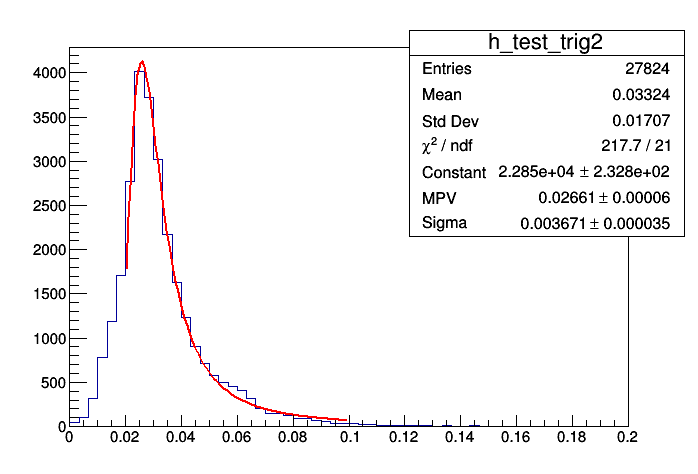 h_test_trig2
Entries 27824
Mean 0.03324
Std Dev 0.01707
χ² / ndf 217.7 / 21
Constant 2.285e+04 ± 2.328e+02
MPV 0.02661 ± 0.00006
Sigma 0.003671 ± 0.000035
4000
3500
3000
2500
2000
1500
1000
500
0
0 0.02 0.04 0.06 0.08 0.1 0.12 0.14 0.16 0.18 0.2